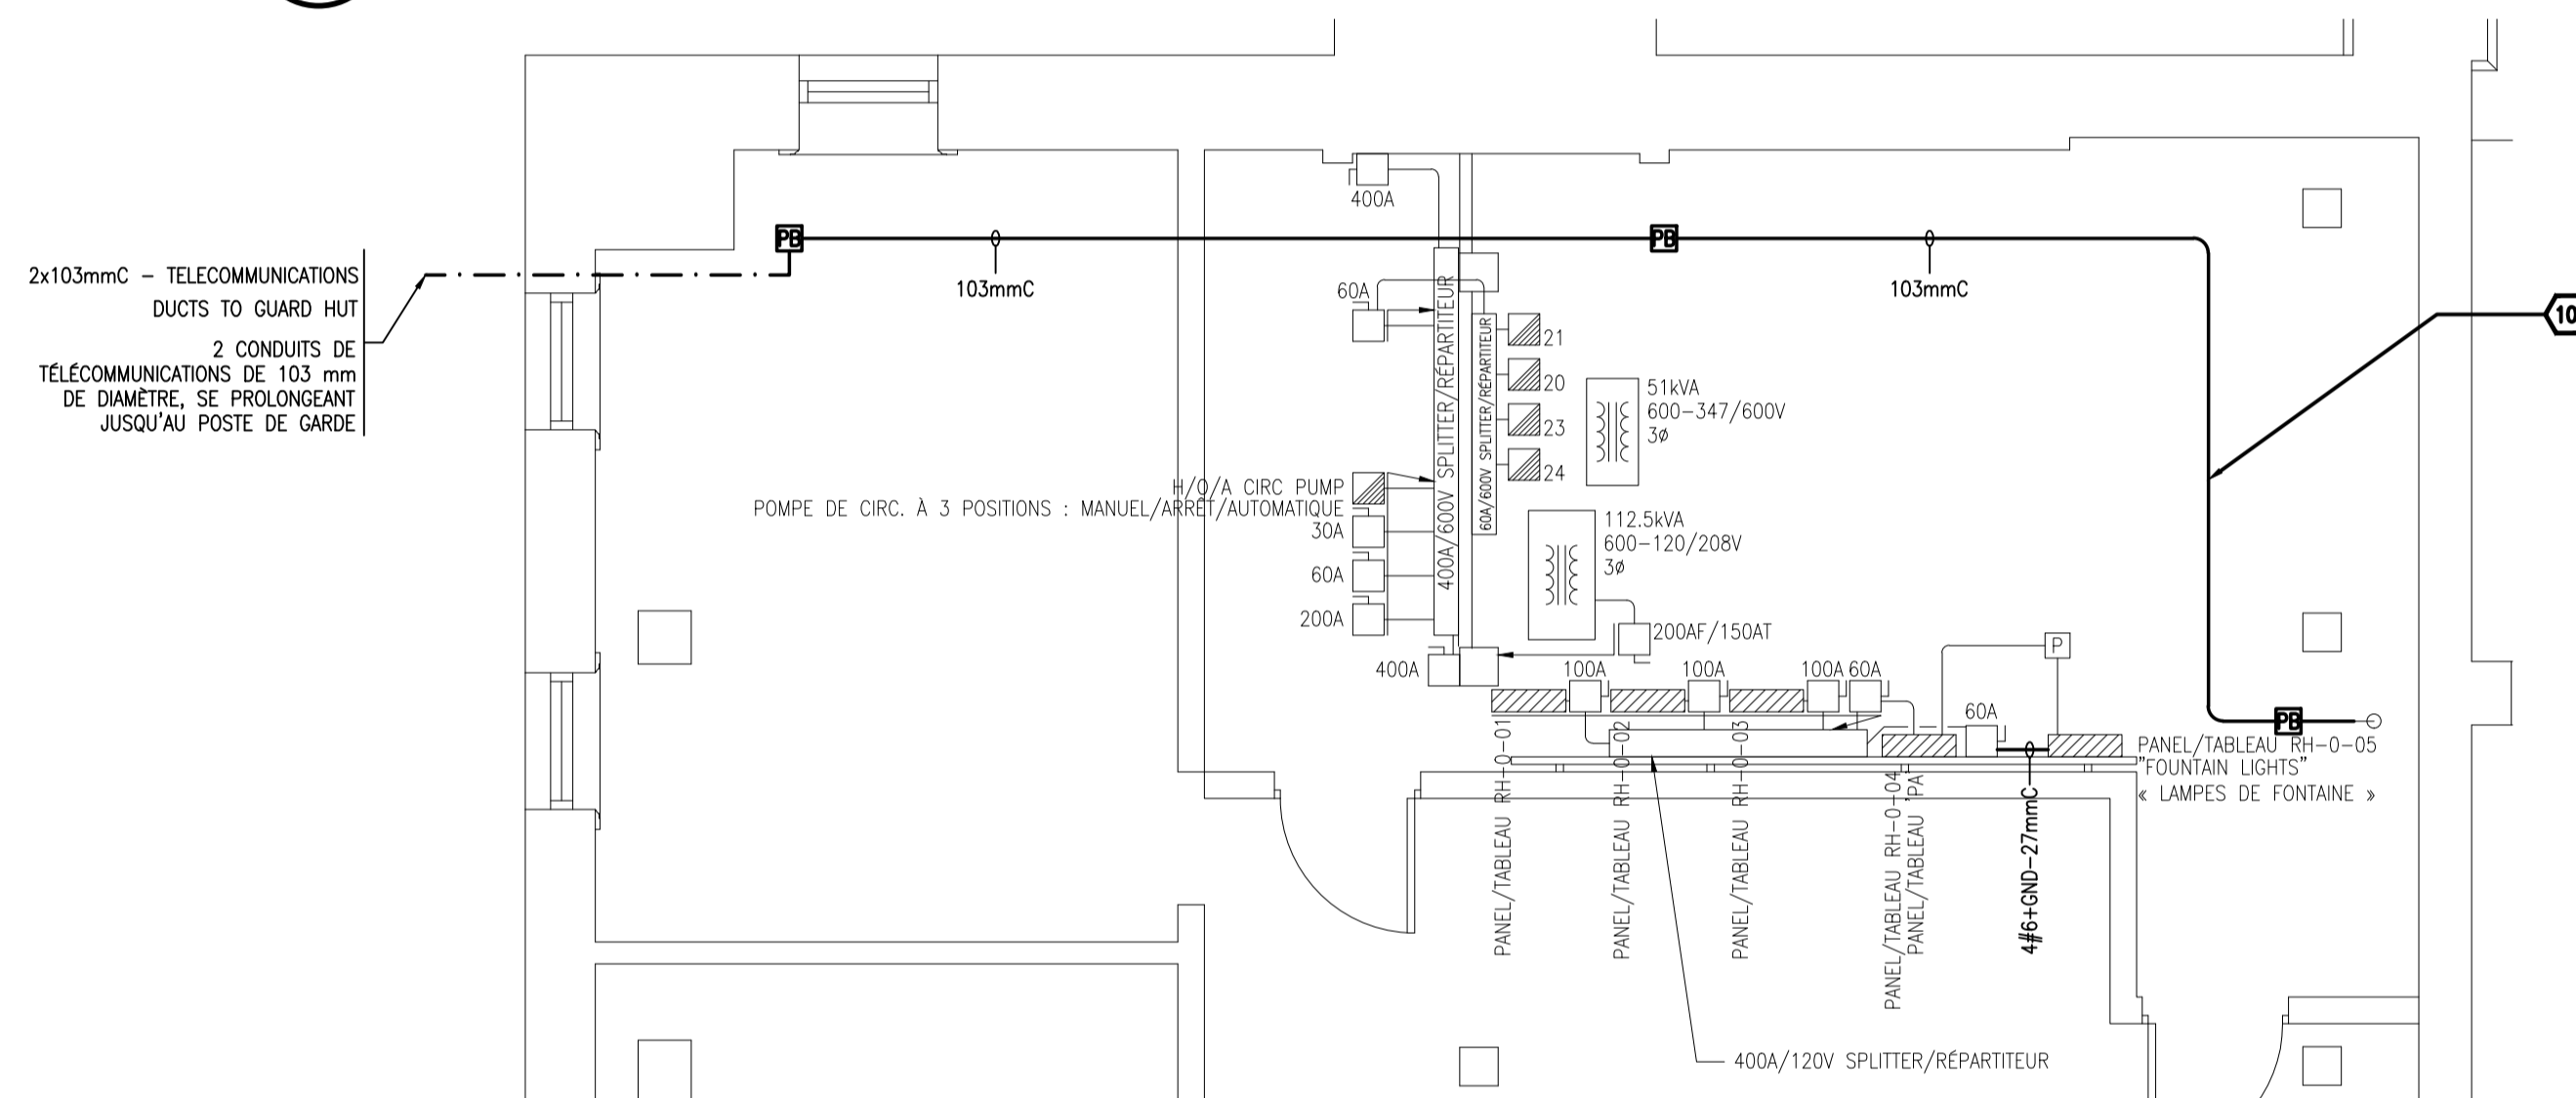 2x103mmC – TELECOMMUNICATIONS
DUCTS TO GUARD HUT
2 CONDUITS DE
TÉLÉCOMMUNICATIONS DE 103 mm
DE DIAMÈTRE, SE PROLONGEANT
JUSQU'AU POSTE DE GARDE
PB
103mmC
400A
PB
103mmC
10
60A
400A/600V SPLITTER/RÉPARTITEUR
60A/600V SPLITTER/RÉPARTITEUR
21
20
23
24
51kVA
600–347/600V
3ø
H/O/A CIRC PUMP
POMPE DE CIRC. À 3 POSITIONS : MANUEL/ARRÊT/AUTOMATIQUE
30A
60A
200A
400A
112.5kVA
600–120/208V
3ø
200AF/150AT
100A
100A
100A
60A
P
60A
PB
PANEL/TABLEAU RH–0–01
PANEL/TABLEAU RH–0–02
PANEL/TABLEAU RH–0–03
PANEL/TABLEAU RH–0–04
PANEL/TABLEAU 'PA'
4#6+GND–27mmC
PANEL/TABLEAU RH–0–05
"FOUNTAIN LIGHTS"
« LAMPES DE FONTAINE »
400A/120V SPLITTER/RÉPARTITEUR